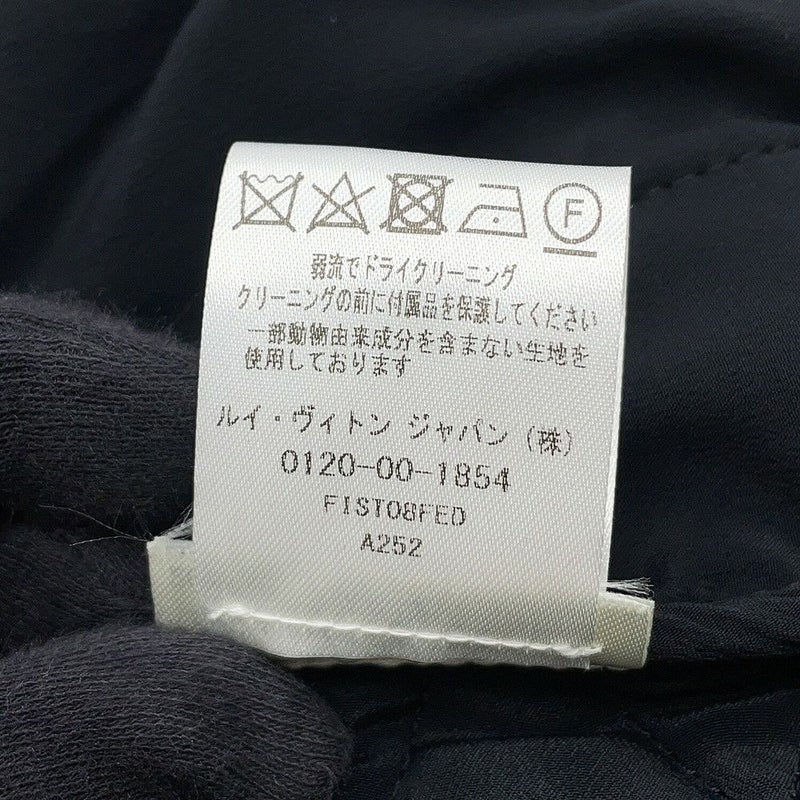 F
弱流でドライクリーニング
クリーニングの前に付属品を保護してください
一部動物由来成分を含まない生地を
使用しております
ルイ・ヴィトン ジャパン (株)
0120-00-1854
FIST08FED
A252